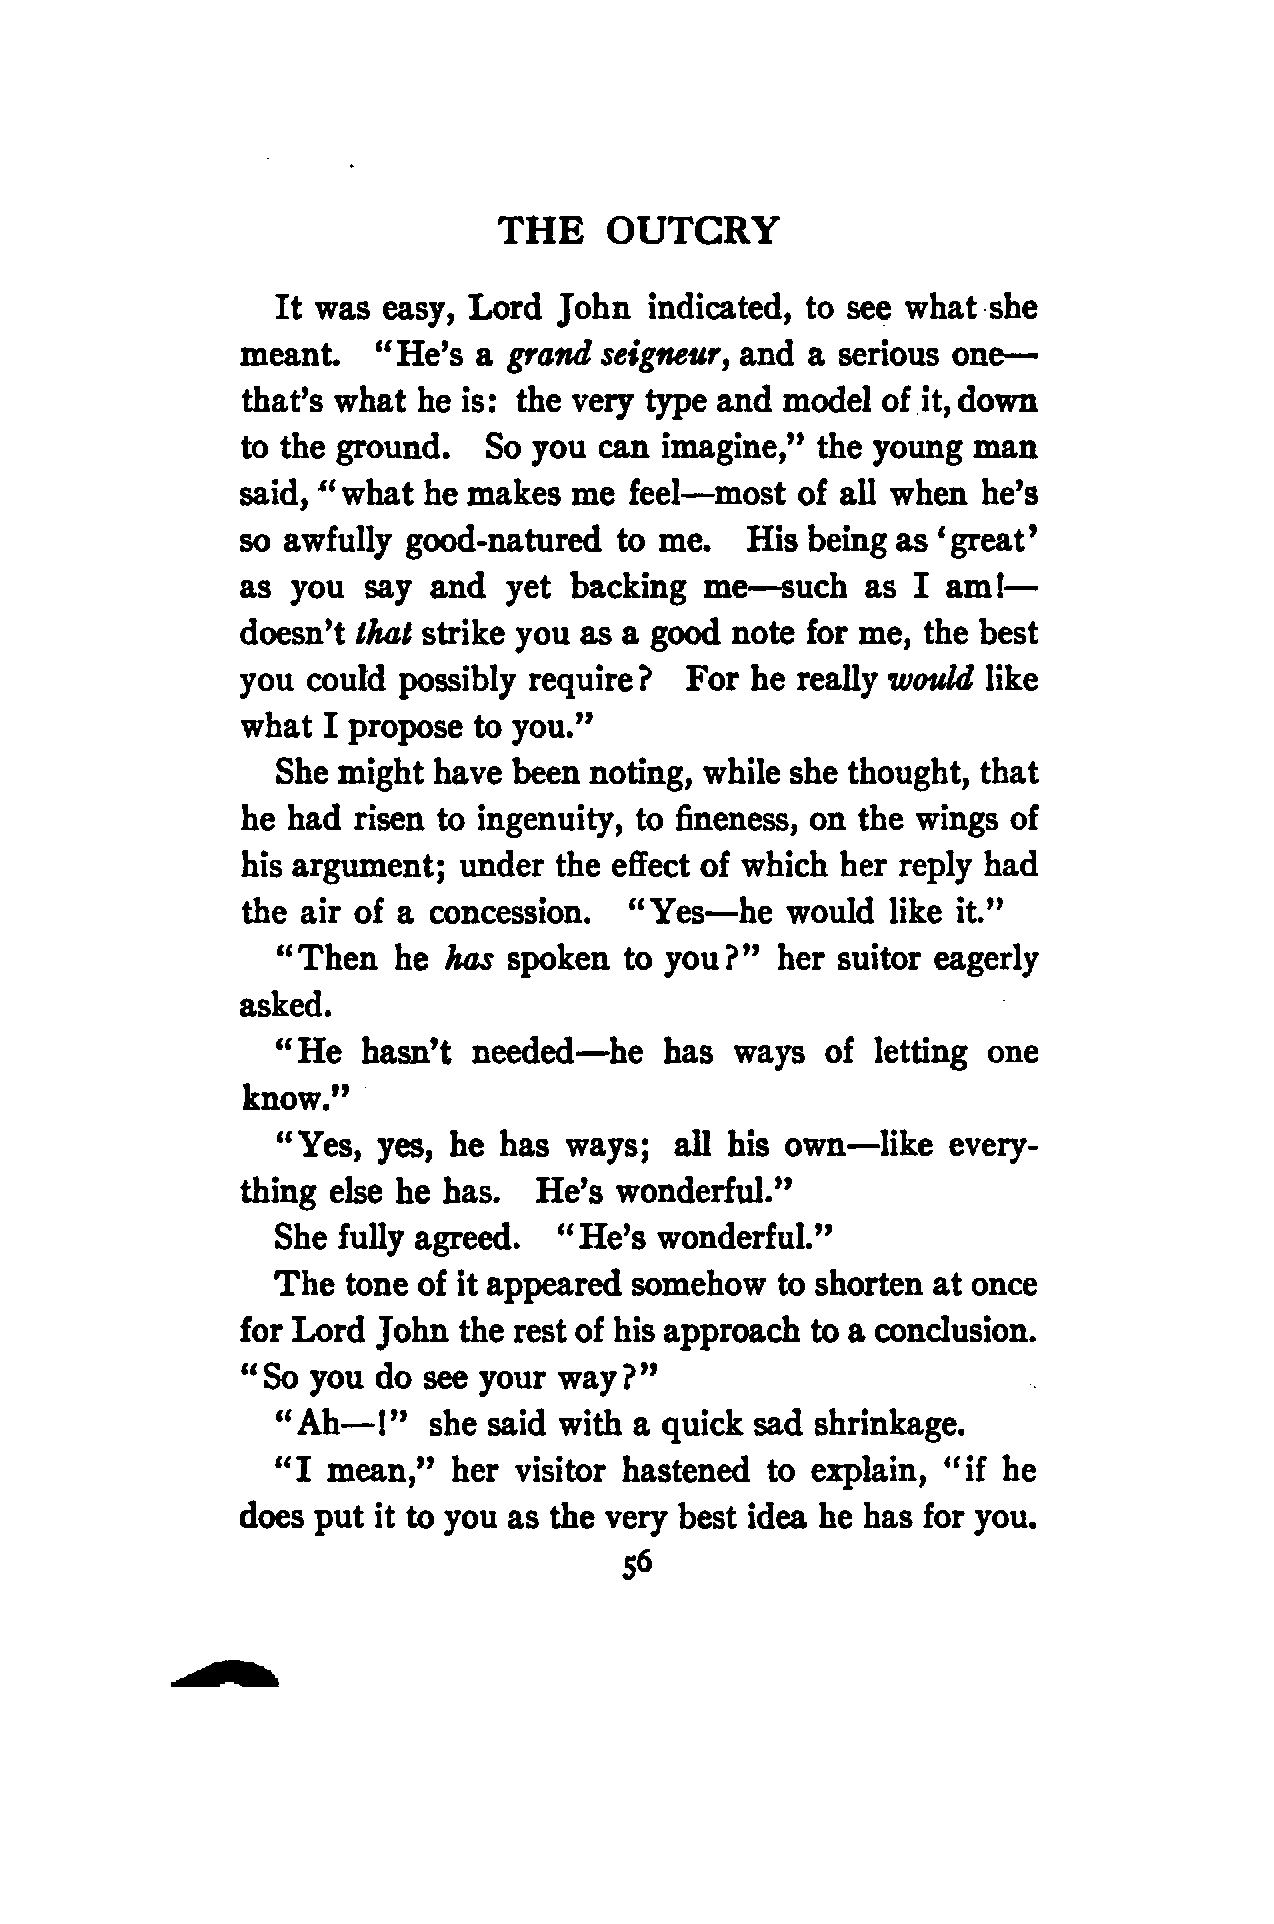 THE OUTCRY
It was easy, Lord John indicated, to see what she
meant. “He’s a grand seigneur, and a serious one—
that’s what he is: the very type and model of it, down
to the ground. So you can imagine,” the young man
said, “what he makes me feel—most of all when he’s
so awfully good-natured to me. His being as ‘great’
as you say and yet backing me—such as I am!—
doesn’t that strike you as a good note for me, the best
you could possibly require? For he really would like
what I propose to you.”
She might have been noting, while she thought, that
he had risen to ingenuity, to fineness, on the wings of
his argument; under the effect of which her reply had
the air of a concession. “Yes—he would like it.”
“Then he has spoken to you?” her suitor eagerly
asked.
“He hasn’t needed—he has ways of letting one
know.”
“Yes, yes, he has ways; all his own—like every-
thing else he has. He’s wonderful.”
She fully agreed. “He’s wonderful.”
The tone of it appeared somehow to shorten at once
for Lord John the rest of his approach to a conclusion.
“So you do see your way?”
“Ah—!” she said with a quick sad shrinkage.
“I mean,” her visitor hastened to explain, “if he
does put it to you as the very best idea he has for you.
56